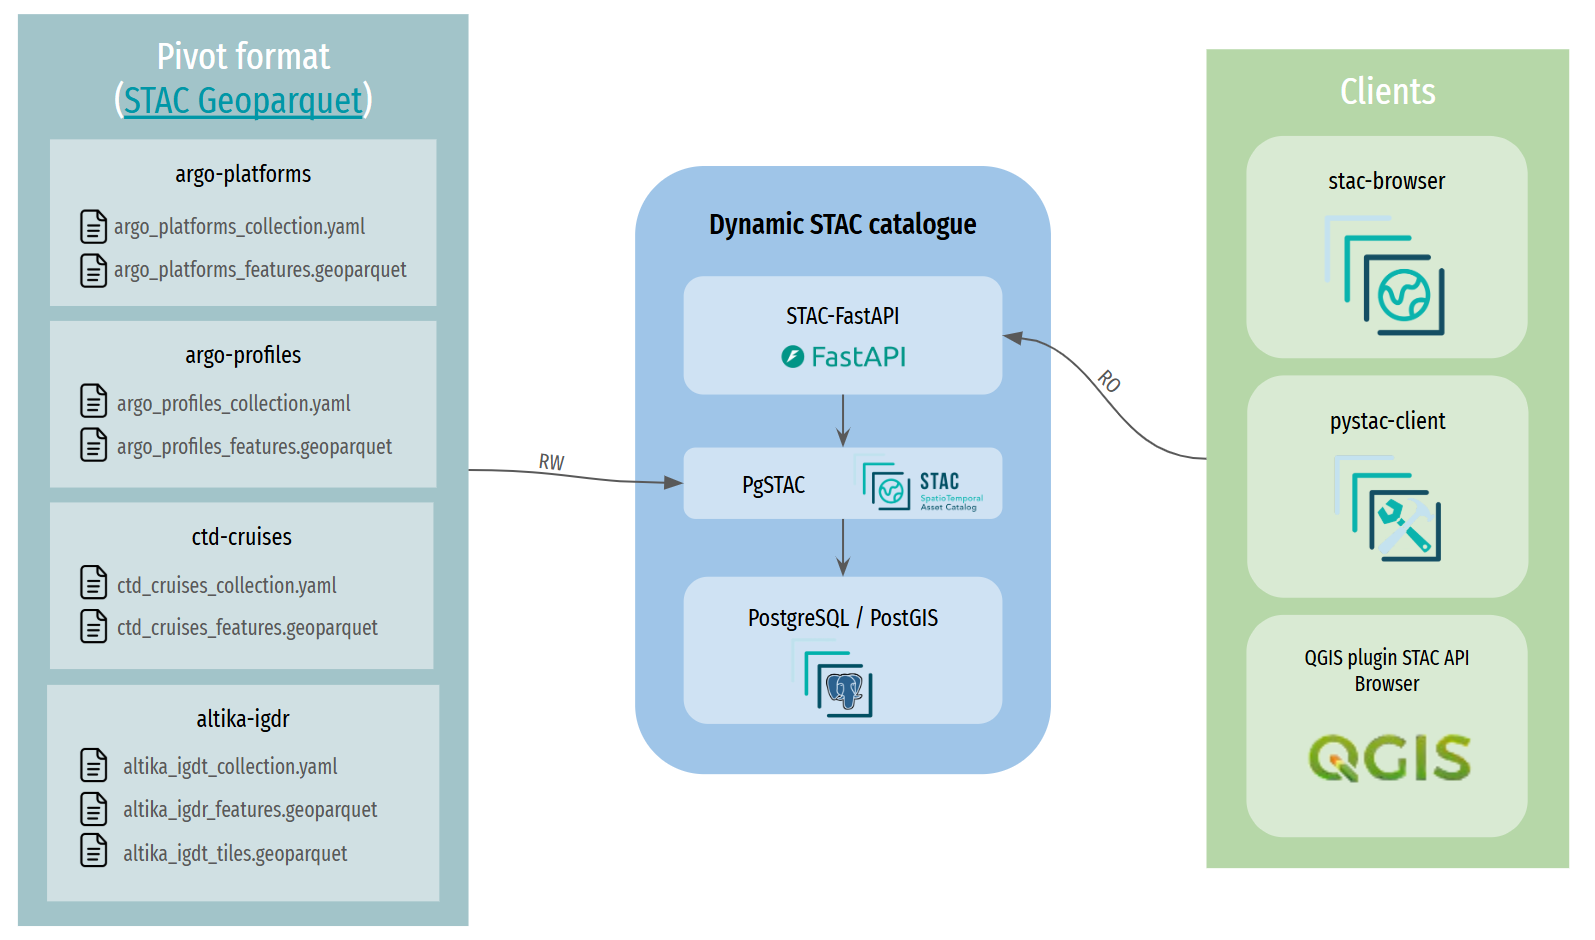 Pivot format
(STAC Geoparquet)
argo-platforms
argo_platforms_collection.yaml
argo_platforms_features.geoparquet
argo-profiles
argo_profiles_collection.yaml
argo_profiles_features.geoparquet
ctd-cruises
ctd_cruises_collection.yaml
ctd_cruises_features.geoparquet
altika-igdr
altika_igdt_collection.yaml
altika_igdr_features.geoparquet
altika_igdt_tiles.geoparquet
RW
Dynamic STAC catalogue
STAC-FastAPI
FastAPI
PgSTAC
STAC
SpatioTemporal
Asset Catalog
PostgreSQL / PostGIS
RO
Clients
stac-browser
pystac-client
QGIS plugin STAC API
Browser
QGIS